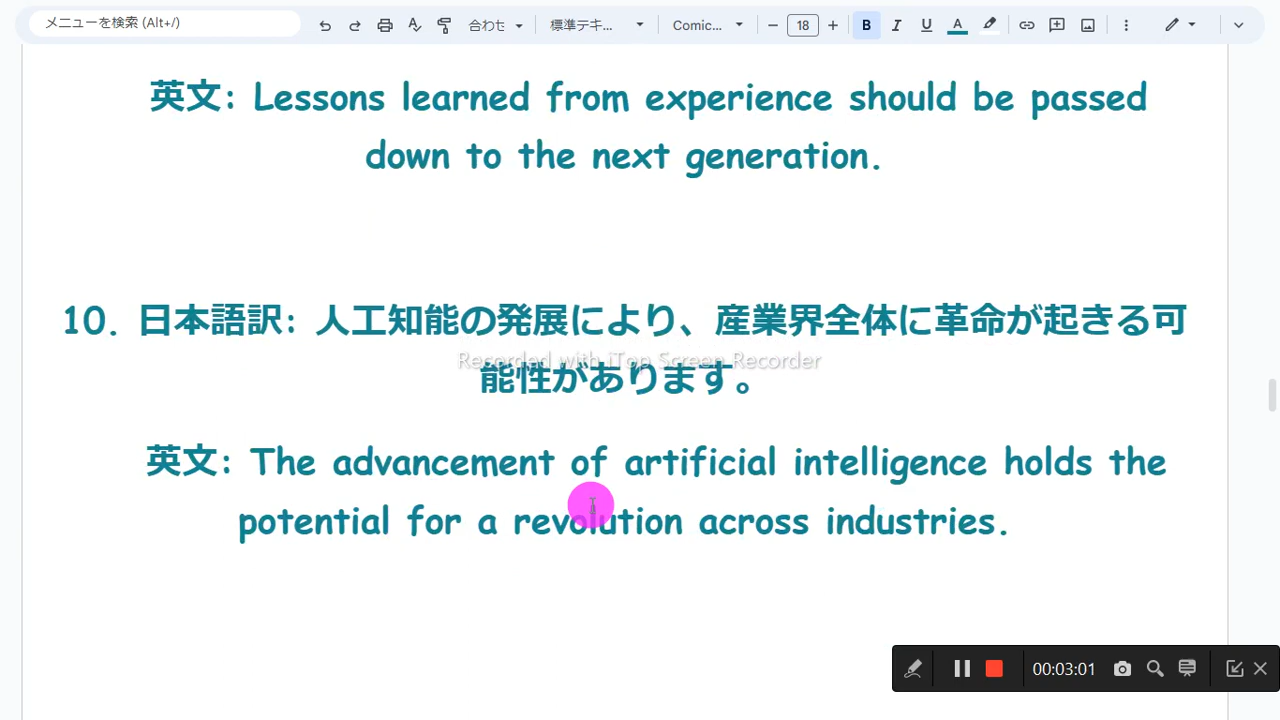 メニューを検索 (Alt+/)
合わせ
標準テキ...
Comic...
18
B
I
U
A
英文: Lessons learned from experience should be passed
down to the next generation.
10. 日本語訳: 人工知能の発展により、産業界全体に革命が起きる可
Recorded with iTop Screen Recorder
能性があります。
英文: The advancement of artificial intelligence holds the
potential for a revolution across industries.
00:03:01